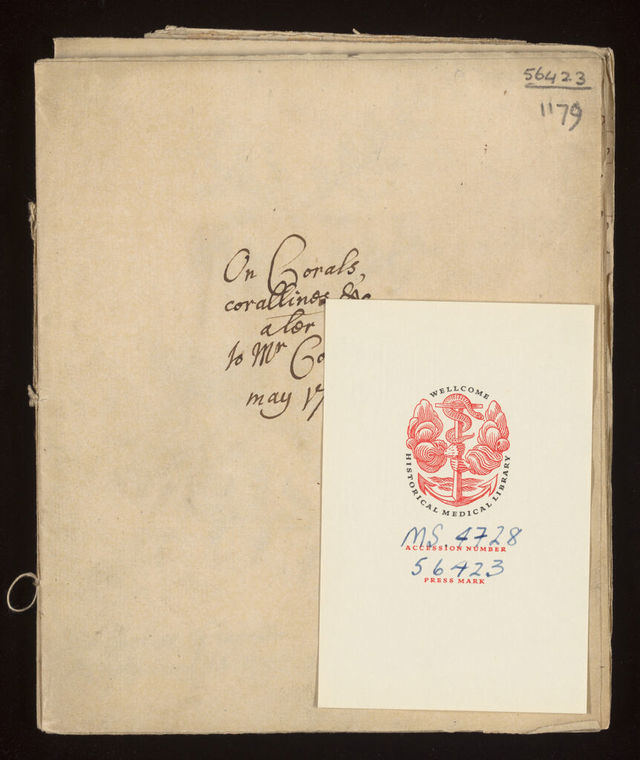 56423
1179
On Corals,
corallines &c
a ler
to Mr Co
may 17
WELLCOME
HISTORICAL MEDICAL LIBRARY
MS 4728
ACCESSION NUMBER
56423
PRESS MARK